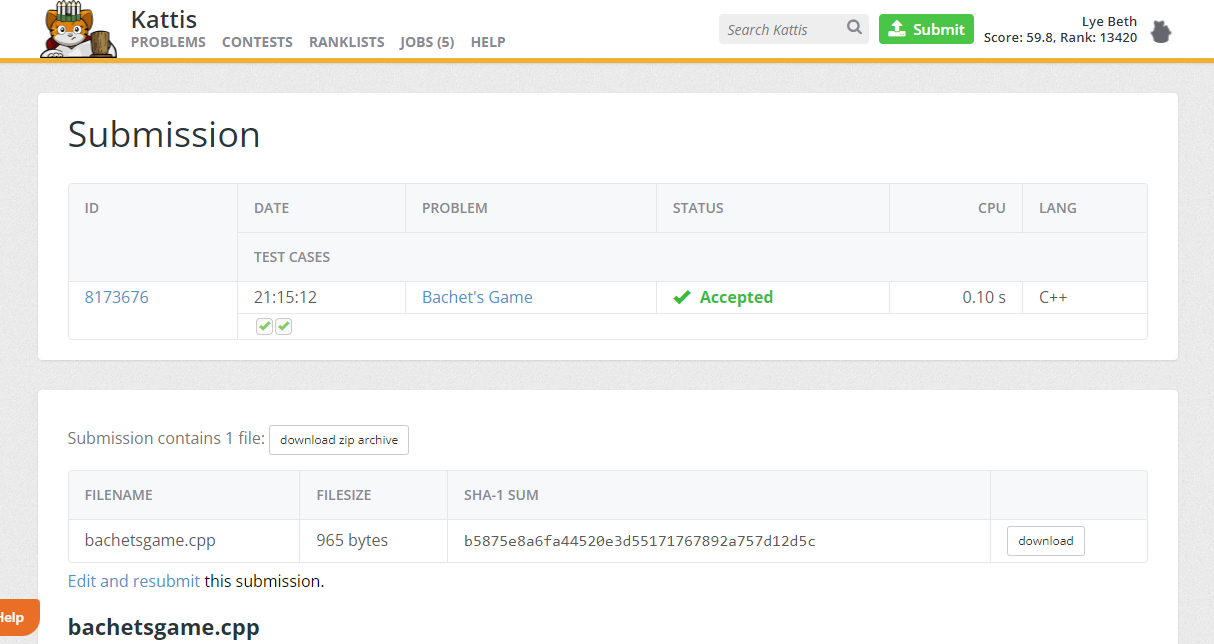 Kattis
PROBLEMS CONTESTS RANKLISTS JOBS (5) HELP
Search Kattis
Submit
Lye Beth
Score: 59.8, Rank: 13420
Submission
ID DATE PROBLEM STATUS CPU LANG
TEST CASES
8173676 21:15:12 Bachet's Game Accepted 0.10 s C++
Submission contains 1 file: download zip archive
FILENAME FILESIZE SHA-1 SUM
bachetsgame.cpp 965 bytes b5875e8a6fa44520e3d55171767892a757d12d5c download
Edit and resubmit this submission.
Help
bachetsgame.cpp